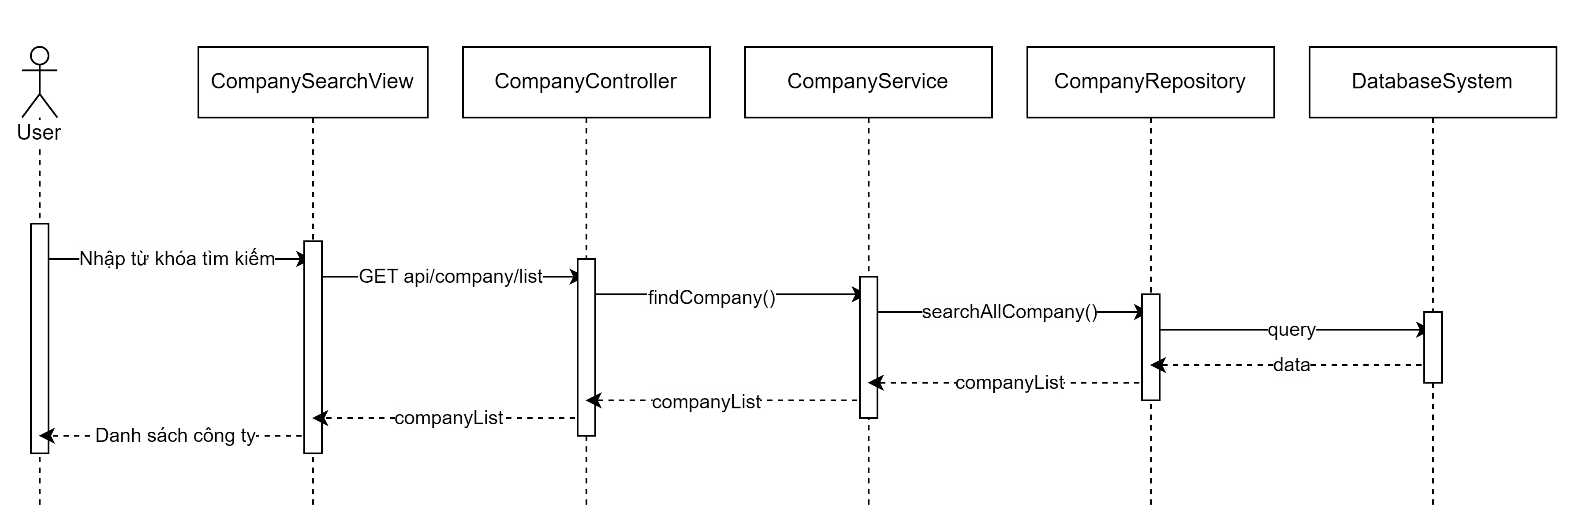 CompanySearchView
CompanyController
CompanyService
CompanyRepository
DatabaseSystem
User
Nhập từ khóa tìm kiếm
GET api/company/list
findCompany()
searchAllCompany()
query
data
companyList
companyList
companyList
Danh sách công ty